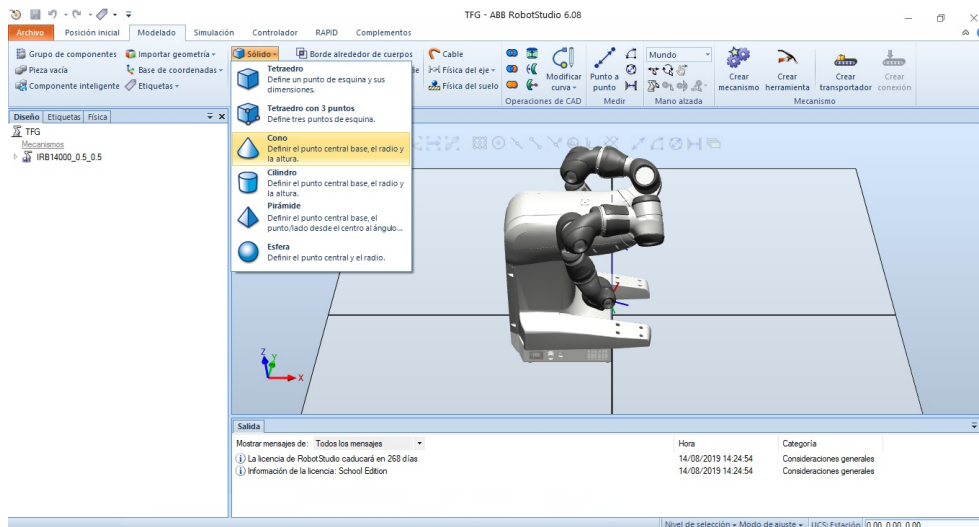 TFG - ABB RobotStudio 6.08
Archivo Posición inicial Modelado Simulación Controlador RAPID Complementos
Grupo de componentes Importar geometría
Pieza vacía Base de coordenadas
Componente inteligente Etiquetas
Sólido Borde alrededor de cuerpos
Cable
Física del eje
Física del suelo
Modificar curva
Operaciones de CAD
Punto a punto
Medir
Mundo
Mano alzada
Crear mecanismo
Crear herramienta
Crear transportador
Crear conexión
Mecanismo
Diseño Etiquetas Física
TFG
Mecanismos
IRB14000_0.5_0.5
Tetraedro
Define un punto de esquina y sus
dimensiones.
Tetraedro con 3 puntos
Define tres puntos de esquina.
Cono
Definir el punto central base, el radio y
la altura.
Cilindro
Definir el punto central base, el radio y
la altura.
Pirámide
Definir el punto central base, el
punto/lado desde el centro al ángulo...
Esfera
Definir el punto central y el radio.
Z
Y
X
Salida
Mostrar mensajes de: Todos los mensajes
Hora Categoría
La licencia de RobotStudio caducará en 268 días 14/08/2019 14:24:54 Consideraciones generales
Información de la licencia: School Edition 14/08/2019 14:24:54 Consideraciones generales
Nivel de selección Modo de ajuste UCS: Estación 0.00 0.00 0.00